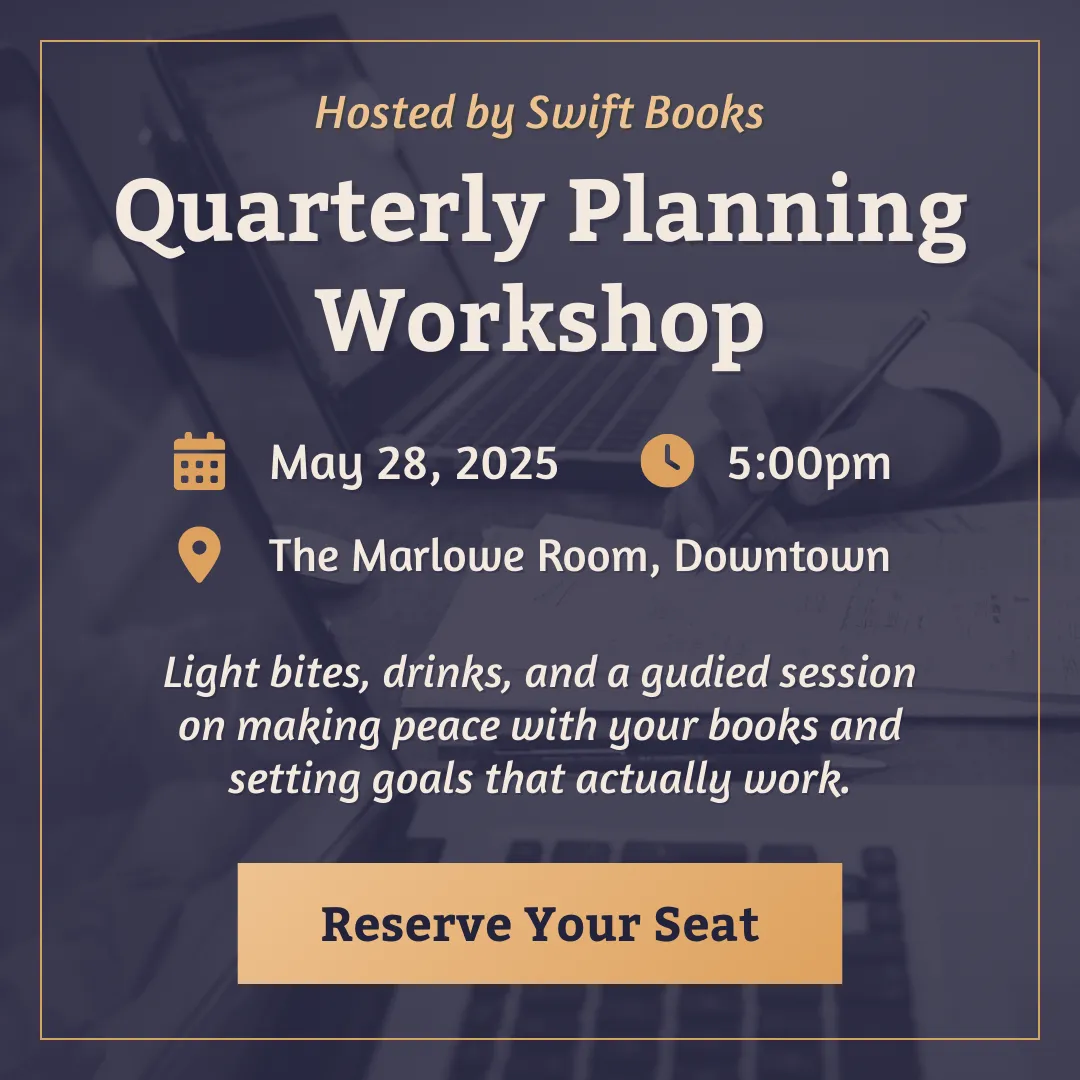 Hosted by Swift Books
Quarterly Planning
Workshop
May 28, 2025 5:00pm
The Marlowe Room, Downtown
Light bites, drinks, and a gudied session
on making peace with your books and
setting goals that actually work.
Reserve Your Seat